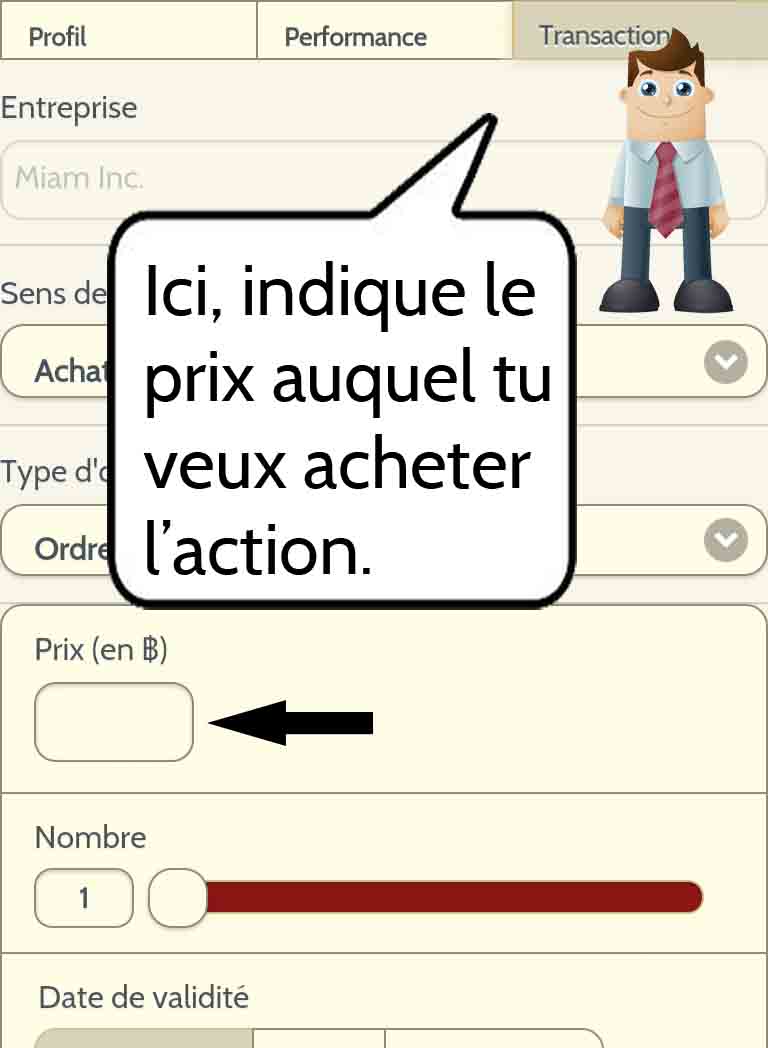 Profil
Performance
Transaction
Entreprise
Miam Inc.
Sens de
Achat
Type d'
Ordre
Ici, indique le
prix auquel tu
veux acheter
l'action.
Prix (en ฿)
Nombre
1
Date de validité